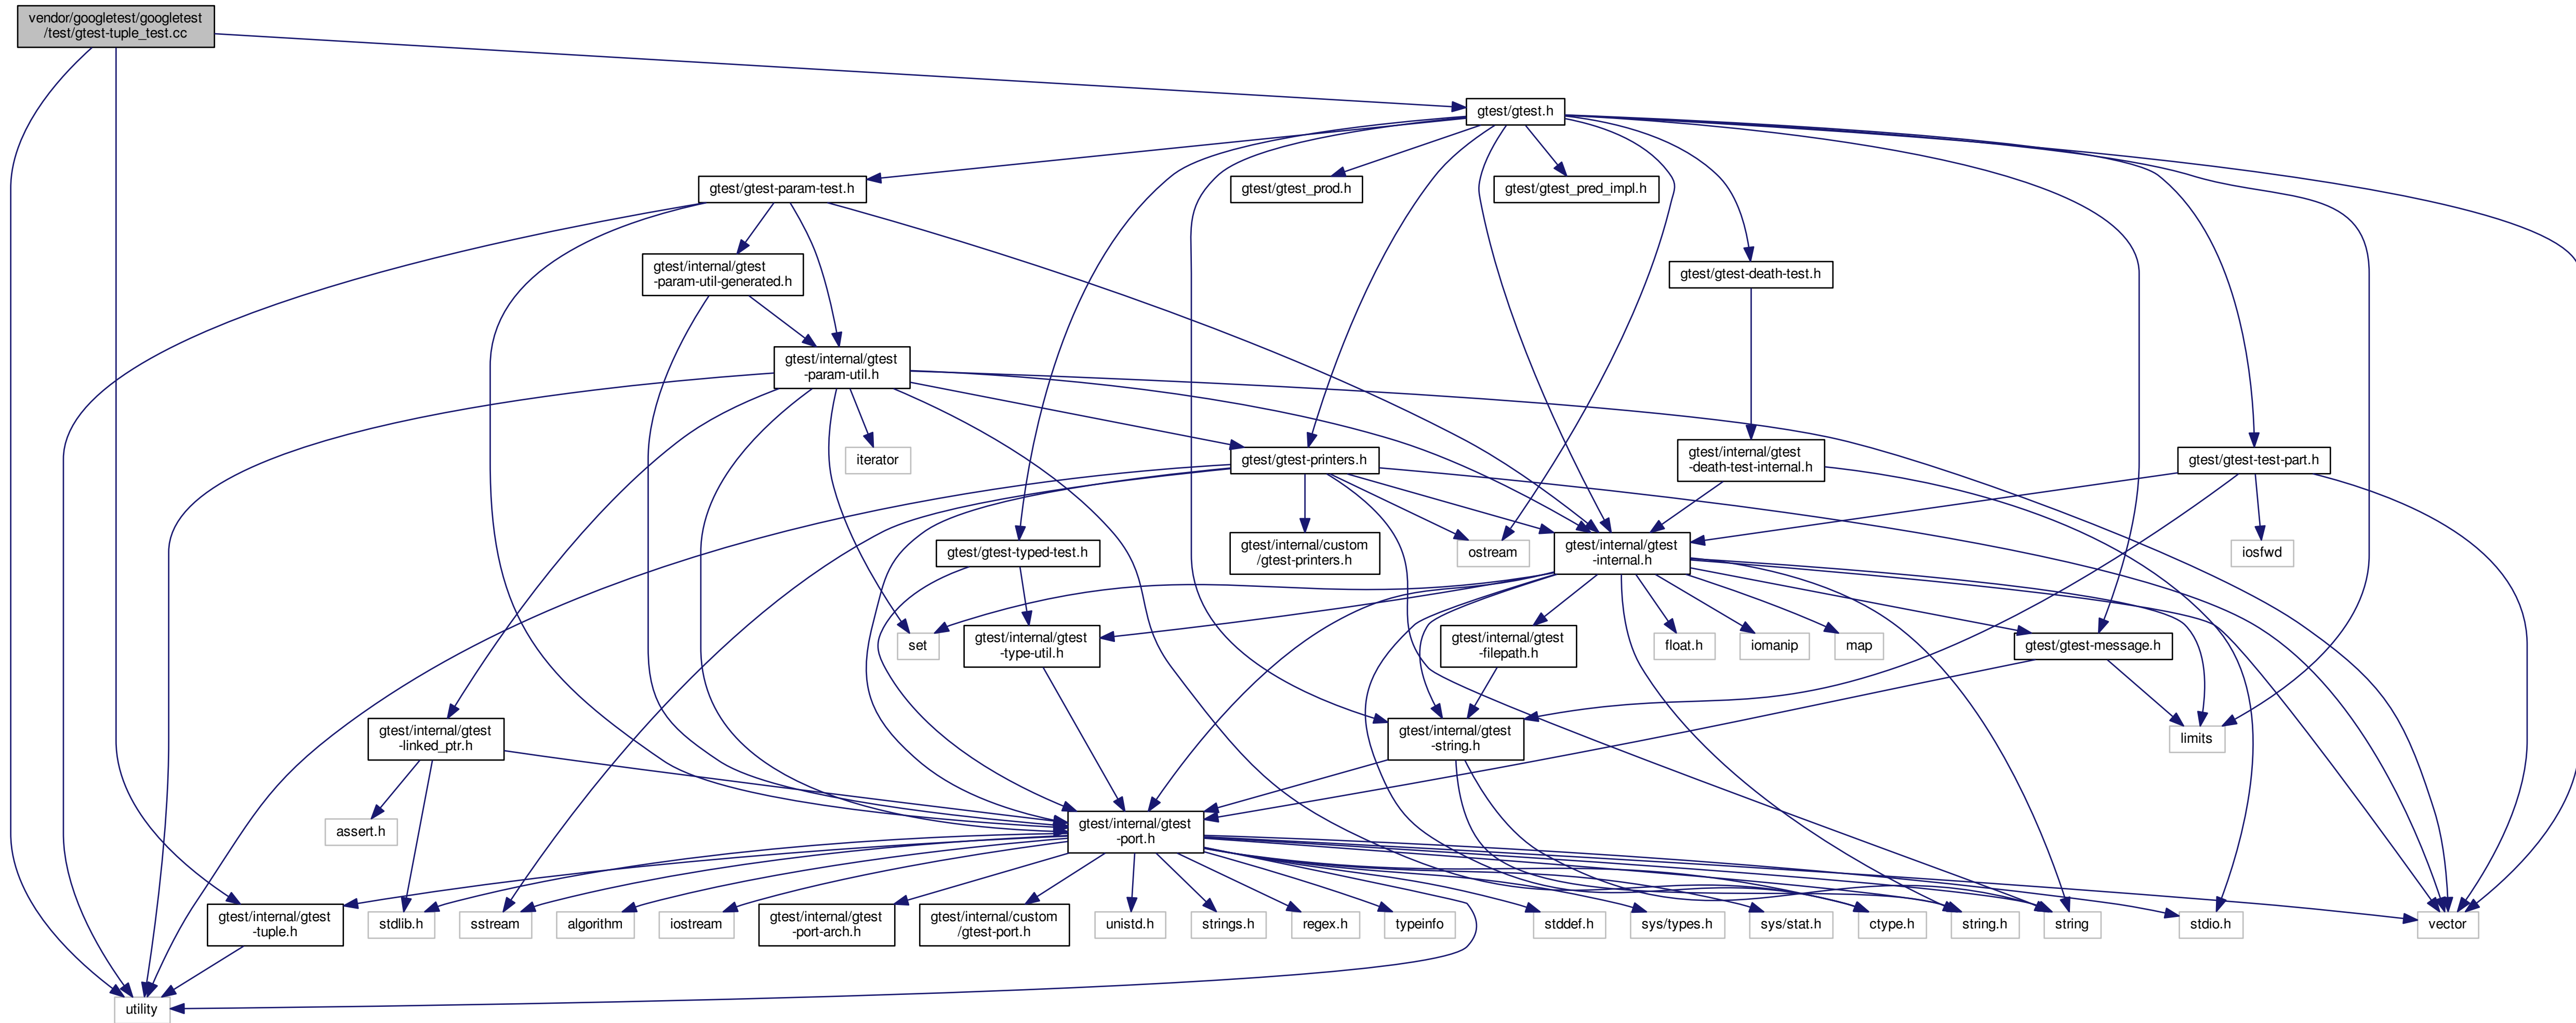 vendor/googletest/googletest
/test/gtest-tuple_test.cc
gtest/gtest.h
gtest/gtest-param-test.h
gtest/gtest_prod.h
gtest/gtest_pred_impl.h
gtest/internal/gtest
-param-util-generated.h
gtest/gtest-death-test.h
gtest/internal/gtest
-param-util.h
iterator
gtest/gtest-printers.h
gtest/internal/gtest
-death-test-internal.h
gtest/gtest-test-part.h
gtest/gtest-typed-test.h
gtest/internal/custom
/gtest-printers.h
ostream
gtest/internal/gtest
-internal.h
iosfwd
set
gtest/internal/gtest
-type-util.h
gtest/internal/gtest
-filepath.h
float.h
iomanip
map
gtest/gtest-message.h
gtest/internal/gtest
-linked_ptr.h
gtest/internal/gtest
-string.h
limits
assert.h
gtest/internal/gtest
-port.h
gtest/internal/gtest
-tuple.h
stdlib.h
sstream
algorithm
iostream
gtest/internal/gtest
-port-arch.h
gtest/internal/custom
/gtest-port.h
unistd.h
strings.h
regex.h
typeinfo
stddef.h
sys/types.h
sys/stat.h
ctype.h
string.h
string
stdio.h
vector
utility